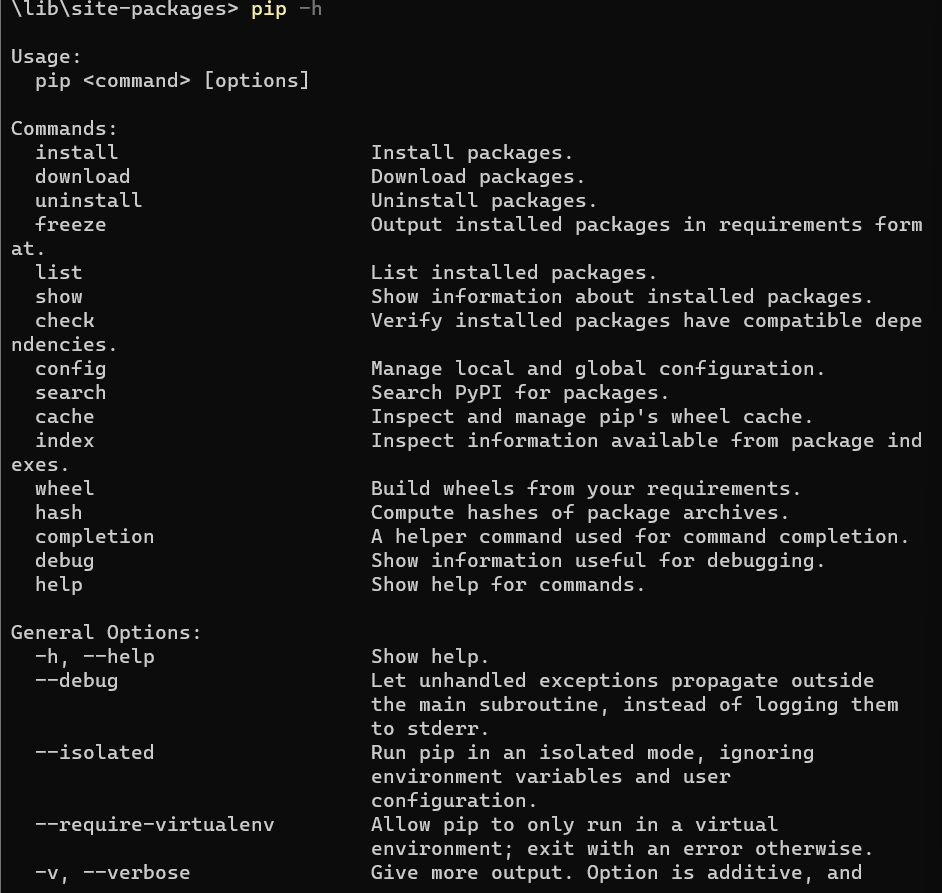 \lib\site-packages> pip -h
Usage:
pip <command> [options]
Commands:
install Install packages.
download Download packages.
uninstall Uninstall packages.
freeze Output installed packages in requirements form
at.
list List installed packages.
show Show information about installed packages.
check Verify installed packages have compatible depe
ndencies.
config Manage local and global configuration.
search Search PyPI for packages.
cache Inspect and manage pip's wheel cache.
index Inspect information available from package ind
exes.
wheel Build wheels from your requirements.
hash Compute hashes of package archives.
completion A helper command used for command completion.
debug Show information useful for debugging.
help Show help for commands.
General Options:
-h, --help Show help.
--debug Let unhandled exceptions propagate outside
the main subroutine, instead of logging them
to stderr.
--isolated Run pip in an isolated mode, ignoring
environment variables and user
configuration.
--require-virtualenv Allow pip to only run in a virtual
environment; exit with an error otherwise.
-v, --verbose Give more output. Option is additive, and